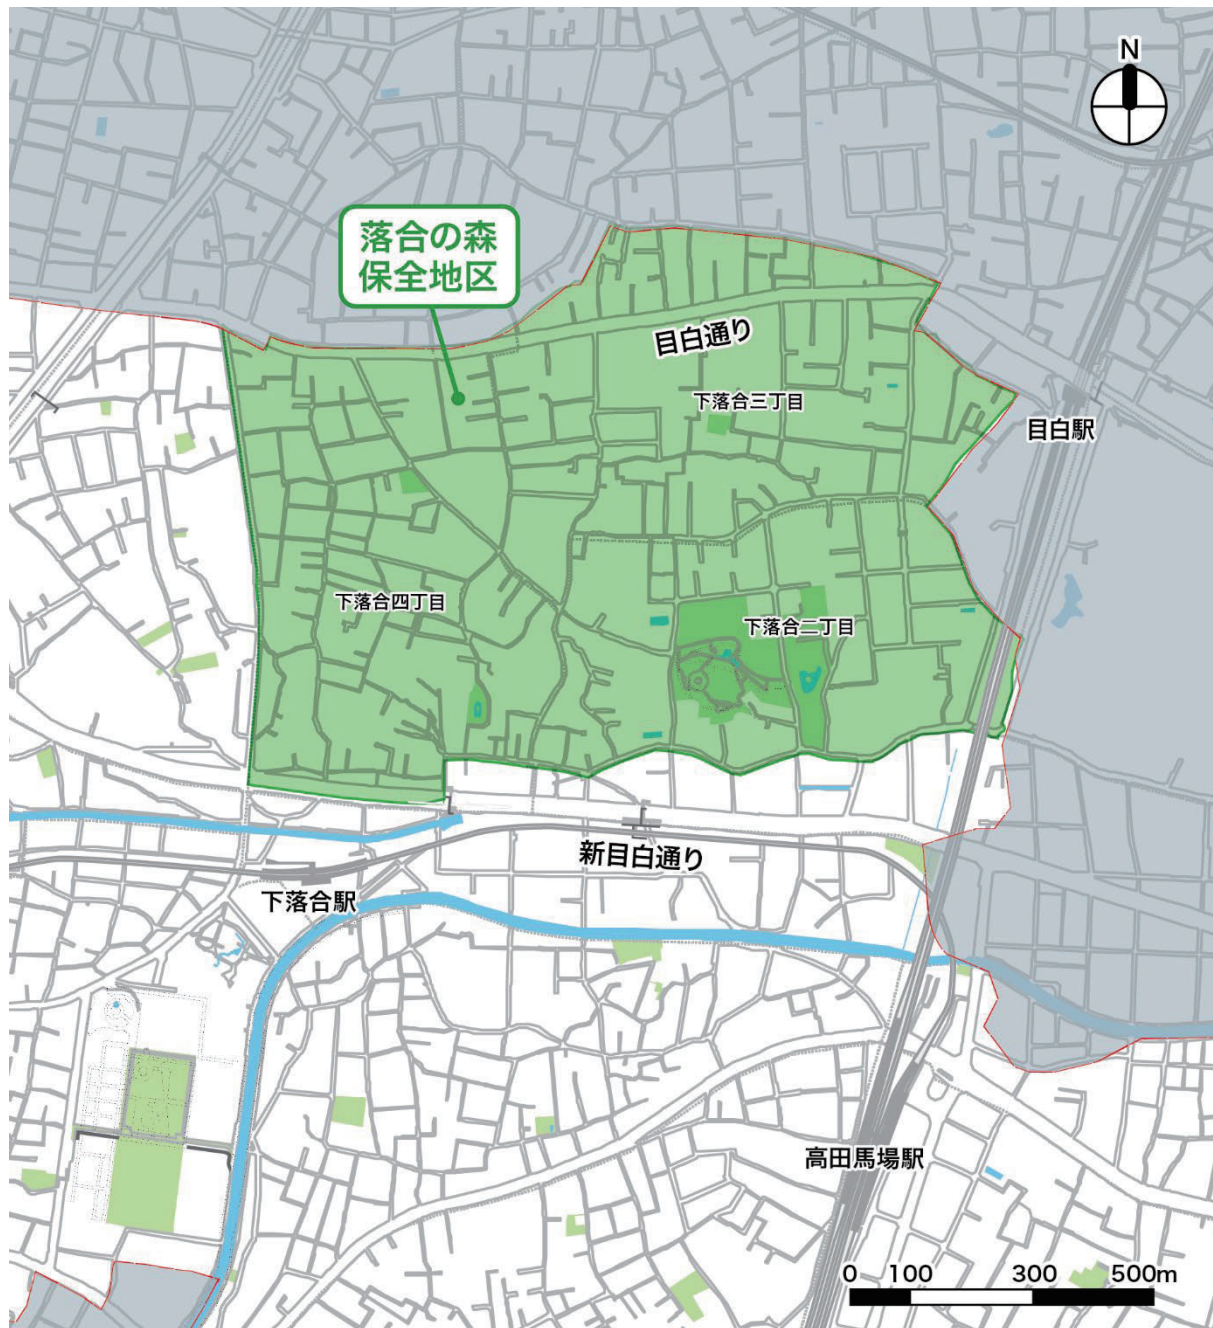 N
落合の森
保全地区
目白通り
下落合三丁目
目白駅
下落合四丁目
下落合二丁目
新目白通り
下落合駅
高田馬場駅
0 100 300 500m